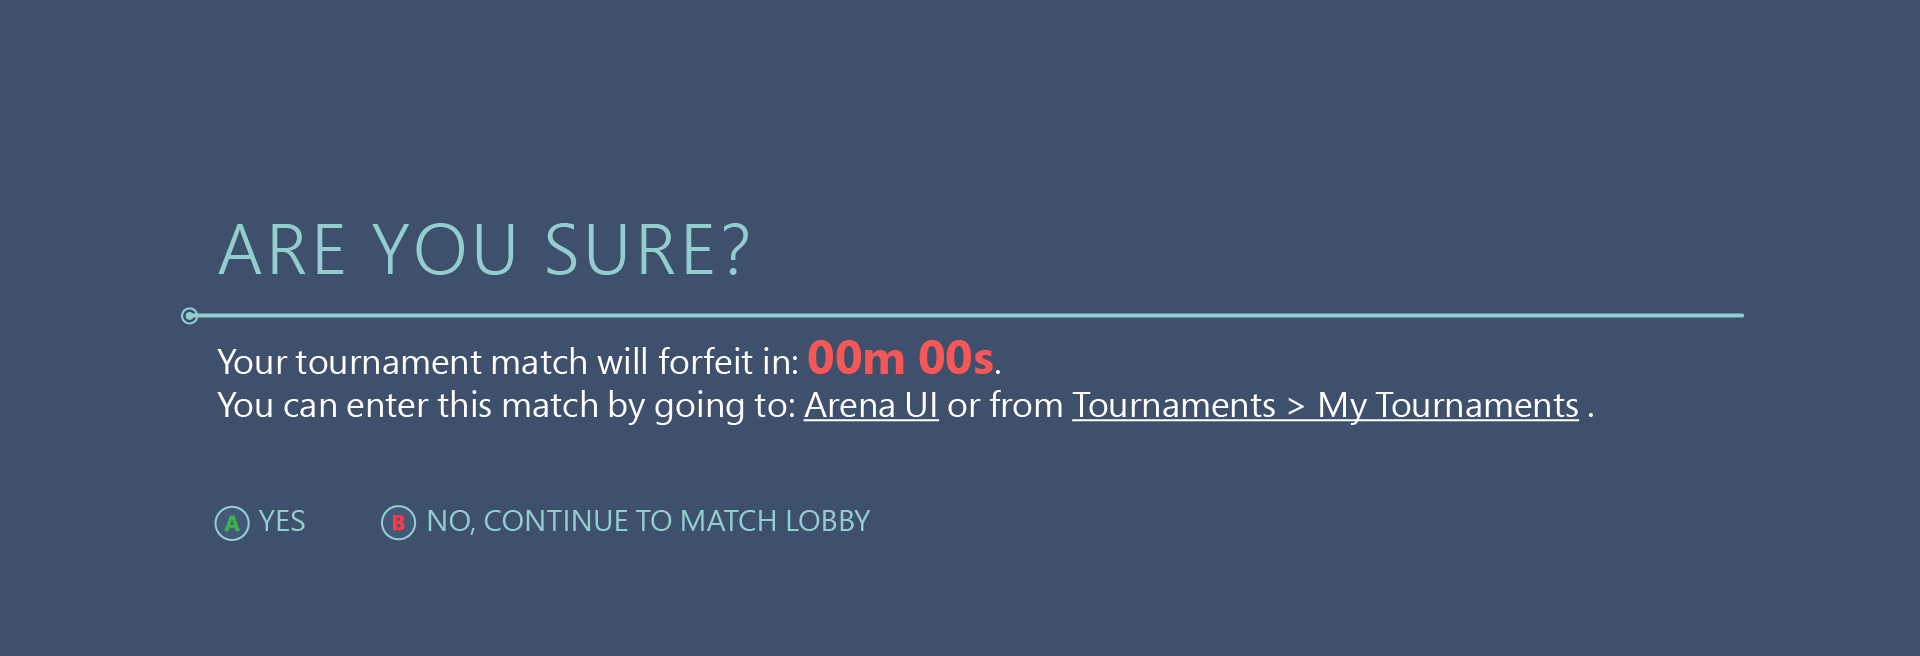 ARE YOU SURE?
Your tournament match will forfeit in: 00m 00s.
You can enter this match by going to: Arena UI or from Tournaments > My Tournaments .
A YES B NO, CONTINUE TO MATCH LOBBY